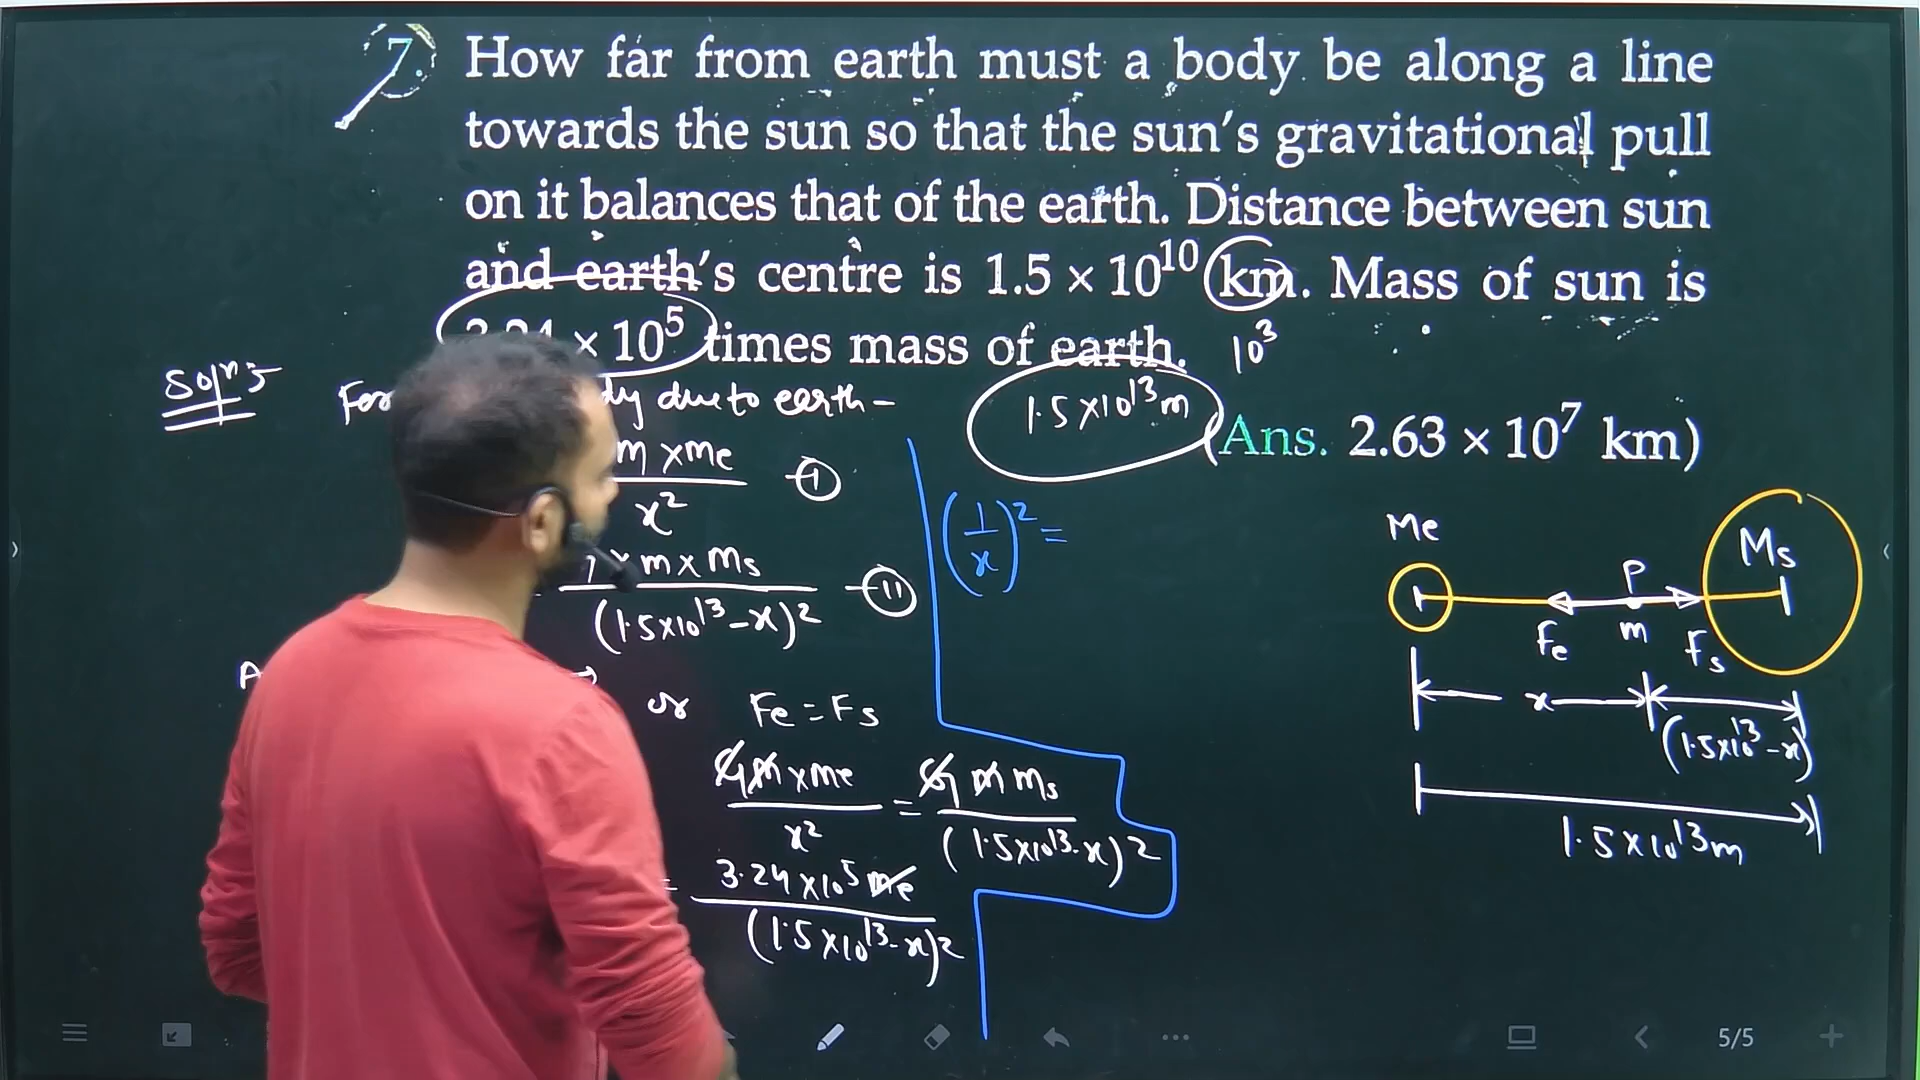 7. How far from earth must a body be along a line
towards the sun so that the sun's gravitational pull
on it balances that of the earth. Distance between sun
and earth's centre is 1.5 × 10¹⁰ km. Mass of sun is
× 10⁵ times mass of earth. 10³
Solⁿ
due to earth –
1.5×10¹³m
(Ans. 2.63 × 10⁷ km)
m × me
x²
①
m × Ms
(1.5×10¹³ – x)²
②
(1/x)² =
Me
Ms
P
m
Fe
Fs
x
(1.5×10¹³ – x)
1.5×10¹³m
or Fe = Fs
G m × me / x² = G m Ms / (1.5×10¹³ – x)²
= 3.24 × 10⁵ me / (1.5×10¹³ – x)²
5/5